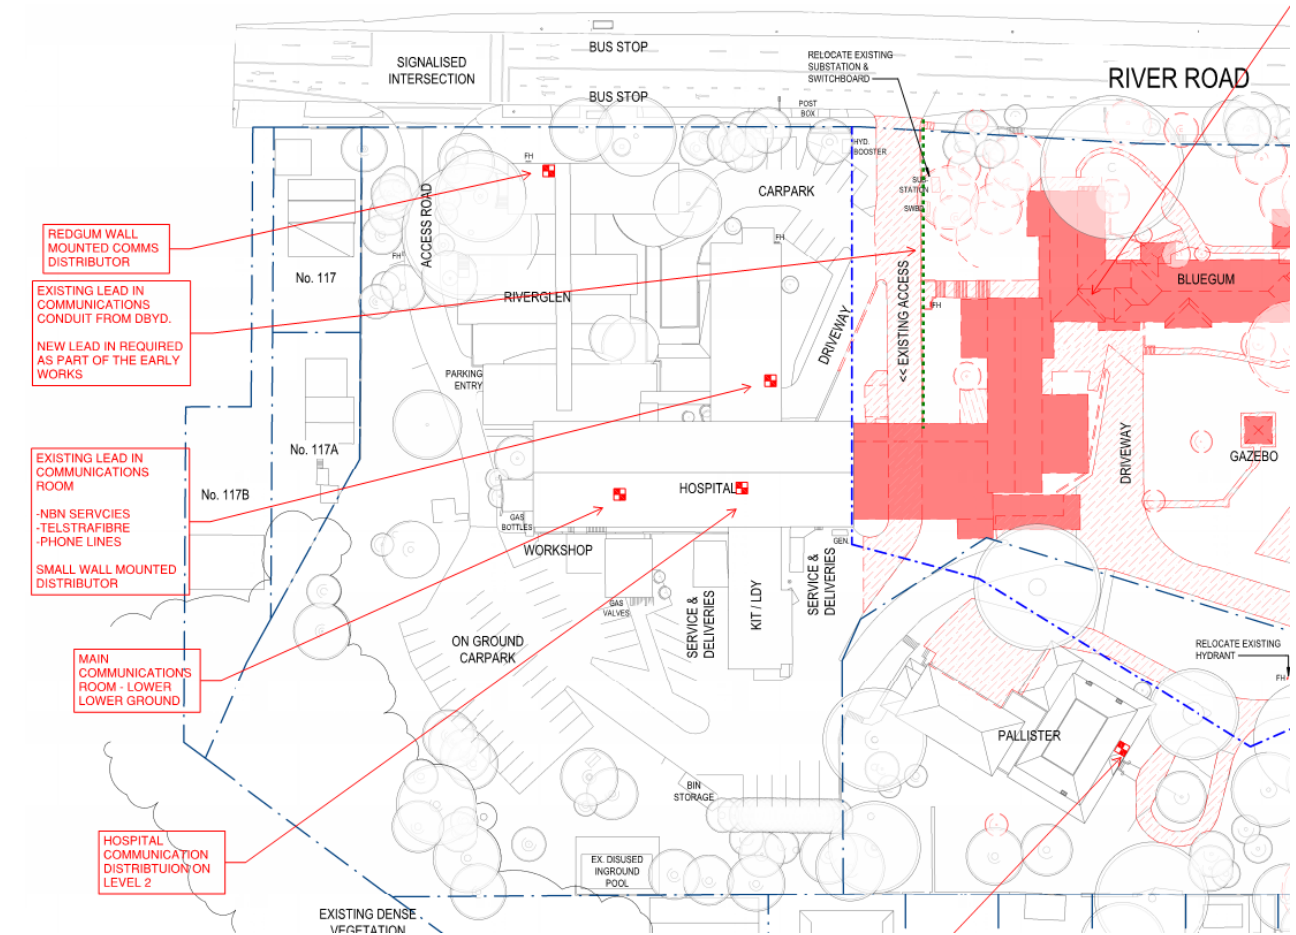 BUS STOP
SIGNALISED
INTERSECTION
RELOCATE EXISTING
SUBSTATION &
SWITCHBOARD
RIVER ROAD
BUS STOP
POST
BOX
HYD.
BOOSTER
FH
CARPARK
SUB-
STATION
SWBD
ACCESS ROAD
REDGUM WALL
MOUNTED COMMS
DISTRIBUTOR
FH
FH
No. 117
BLUEGUM
EXISTING LEAD IN
COMMUNICATIONS
CONDUIT FROM DBYD.
NEW LEAD IN REQUIRED
AS PART OF THE EARLY
WORKS
RIVERGLEN
DRIVEWAY
<< EXISTING ACCESS
FH
PARKING
ENTRY
No. 117A
DRIVEWAY
GAZEBO
EXISTING LEAD IN
COMMUNICATIONS
ROOM
-NBN SERVCIES
-TELSTRAFIBRE
-PHONE LINES
SMALL WALL MOUNTED
DISTRIBUTOR
No. 117B
HOSPITAL
GAS
BOTTLES
WORKSHOP
GEN.
GAS
VALVES
SERVICE &
DELIVERIES
KIT / LDY
SERVICE &
DELIVERIES
ON GROUND
CARPARK
RELOCATE EXISTING
HYDRANT
FH
MAIN
COMMUNICATIONS
ROOM - LOWER
LOWER GROUND
PALLISTER
BIN
STORAGE
HOSPITAL
COMMUNICATION
DISTRIBTUION ON
LEVEL 2
EX. DISUSED
INGROUND
POOL
EXISTING DENSE
VEGETATION